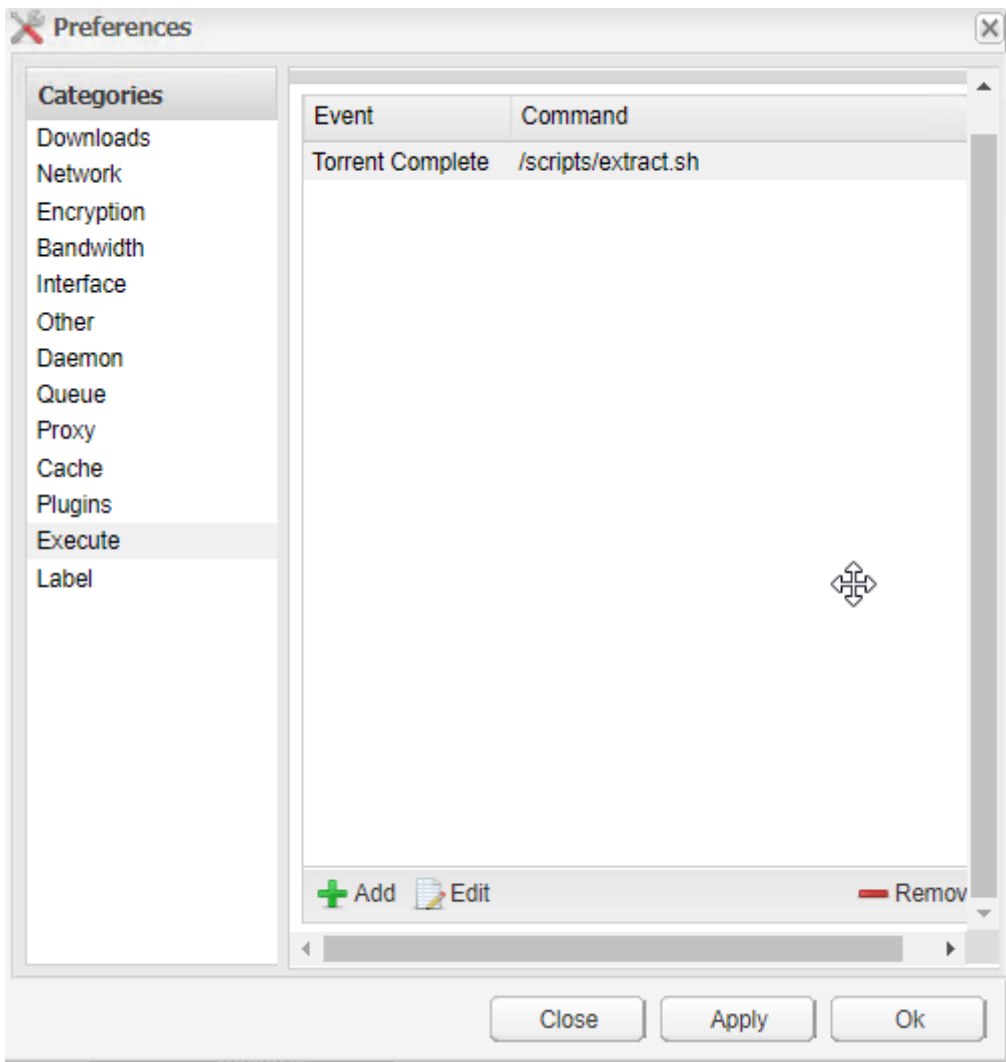 Preferences
Categories
Downloads
Network
Encryption
Bandwidth
Interface
Other
Daemon
Queue
Proxy
Cache
Plugins
Execute
Label
Event Command
Torrent Complete /scripts/extract.sh
Add Edit Remov
Close Apply Ok